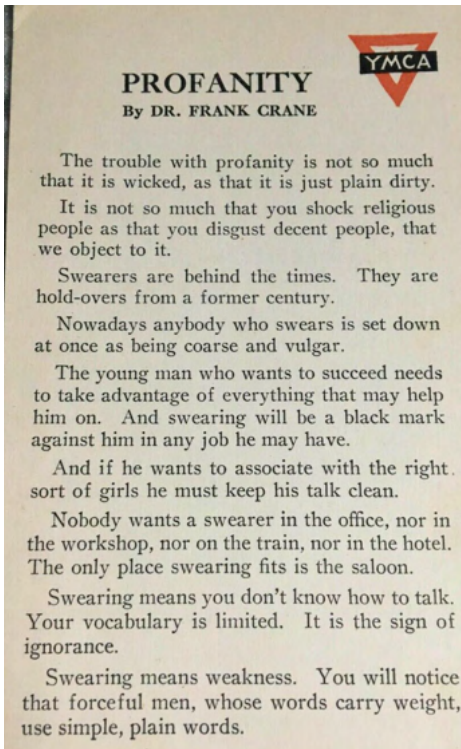 YMCA
PROFANITY
BY DR. FRANK CRANE
The trouble with profanity is not so much
that it is wicked, as that it is just plain dirty.
It is not so much that you shock religious
people as that you disgust decent people, that
we object to it.
Swearers are behind the times. They are
hold-overs from a former century.
Nowadays anybody who swears is set down
at once as being coarse and vulgar.
The young man who wants to succeed needs
to take advantage of everything that may help
him on. And swearing will be a black mark
against him in any job he may have.
And if he wants to associate with the right
sort of girls he must keep his talk clean.
Nobody wants a swearer in the office, nor in
the workshop, nor on the train, nor in the hotel.
The only place swearing fits is the saloon.
Swearing means you don't know how to talk.
Your vocabulary is limited. It is the sign of
ignorance.
Swearing means weakness. You will notice
that forceful men, whose words carry weight,
use simple, plain words.